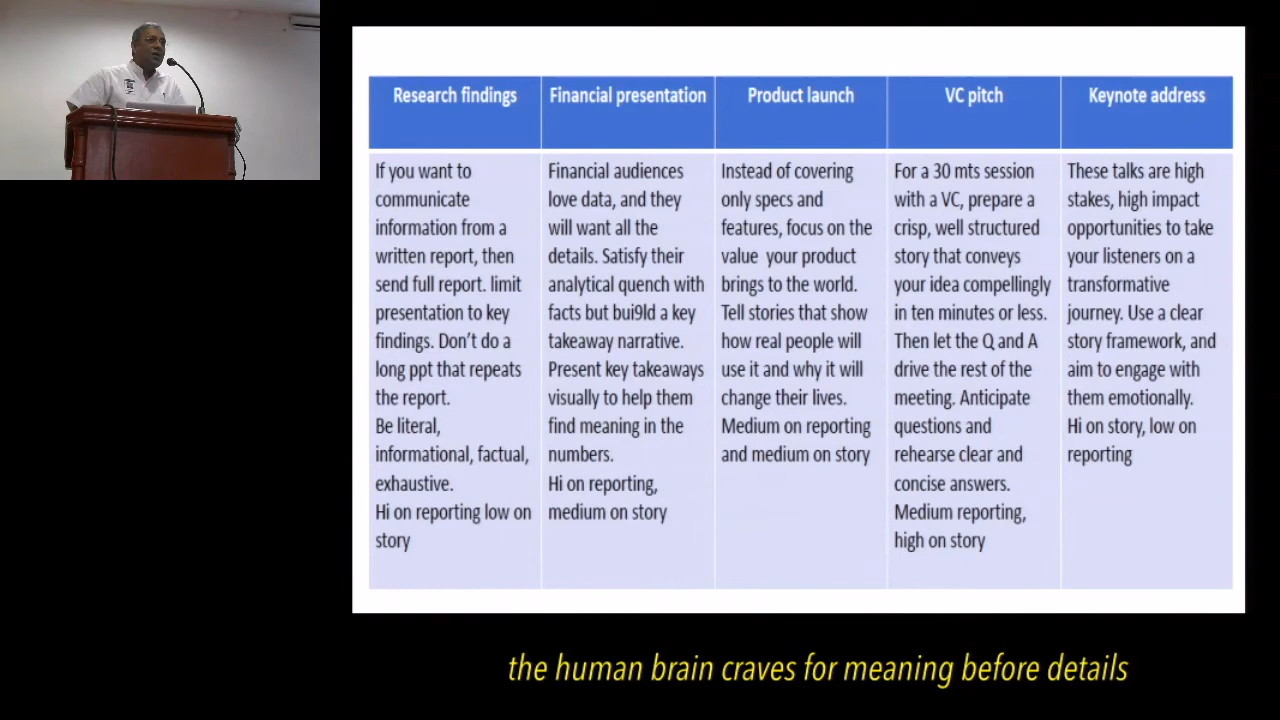 Research findings
Financial presentation
Product launch
VC pitch
Keynote address
If you want to
communicate
information from a
written report, then
send full report. limit
presentation to key
findings. Don't do a
long ppt that repeats
the report.
Be literal,
informational, factual,
exhaustive.
Hi on reporting low on
story
Financial audiences
love data, and they
will want all the
details. Satisfy their
analytical quench with
facts but bui9ld a key
takeaway narrative.
Present key takeaways
visually to help them
find meaning in the
numbers.
Hi on reporting,
medium on story
Instead of covering
only specs and
features, focus on the
value your product
brings to the world.
Tell stories that show
how real people will
use it and why it will
change their lives.
Medium on reporting
and medium on story
For a 30 mts session
with a VC, prepare a
crisp, well structured
story that conveys
your idea compellingly
in ten minutes or less.
Then let the Q and A
drive the rest of the
meeting. Anticipate
questions and
rehearse clear and
concise answers.
Medium reporting,
high on story
These talks are high
stakes, high impact
opportunities to take
your listeners on a
transformative
journey. Use a clear
story framework, and
aim to engage with
them emotionally.
Hi on story, low on
reporting
the human brain craves for meaning before details